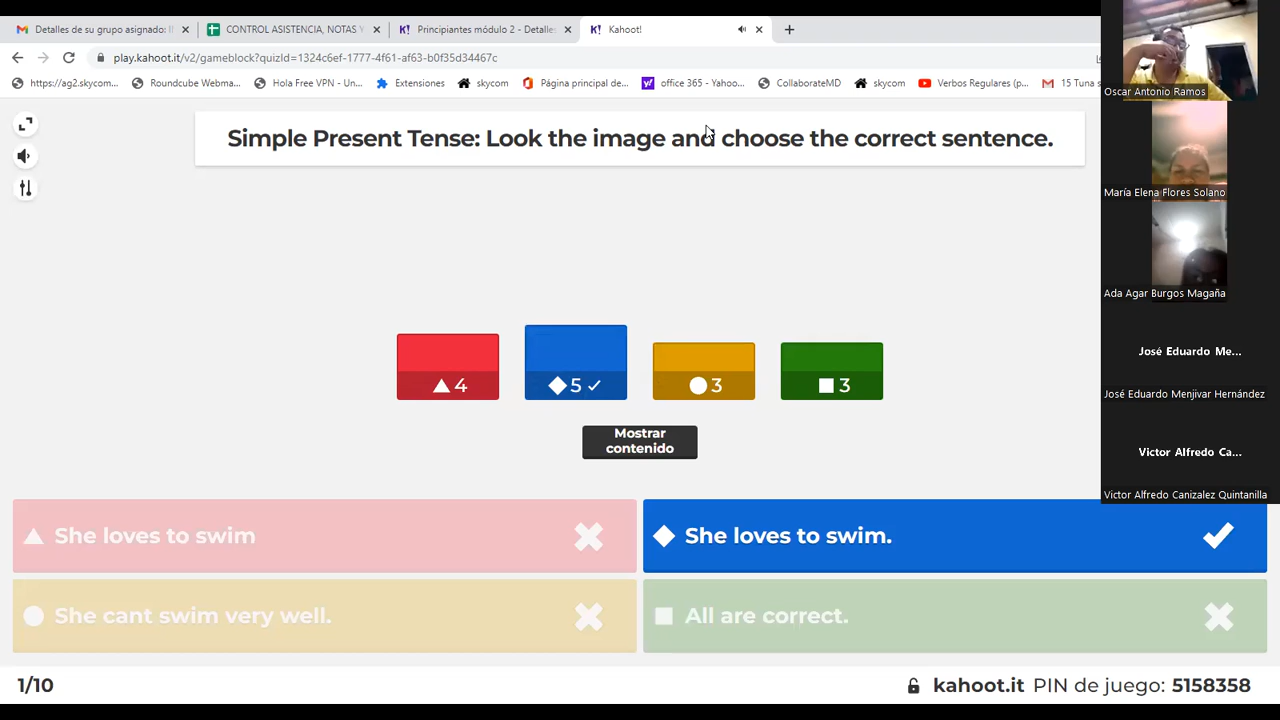 Detalles de su grupo asignado: II
CONTROL ASISTENCIA, NOTAS Y
K! Principiantes módulo 2 - Detalles
K! Kahoot!
play.kahoot.it/v2/gameblock?quizId=1324c6ef-1777-4f61-af63-b0f35d34467c
https://ag2.skycom...
Roundcube Webma...
Hola Free VPN - Un...
Extensiones
skycom
Página principal de...
office 365 - Yahoo...
CollaborateMD
skycom
Verbos Regulares (p...
15 Tuna s
Simple Present Tense: Look the image and choose the correct sentence.
4
5
3
3
Mostrar
contenido
She loves to swim
She loves to swim.
She cant swim very well.
All are correct.
1/10
kahoot.it PIN de juego: 5158358
Oscar Antonio Ramos
María Elena Flores Solano
Ada Agar Burgos Magaña
José Eduardo Me...
José Eduardo Menjivar Hernández
Victor Alfredo Ca...
Victor Alfredo Canizalez Quintanilla